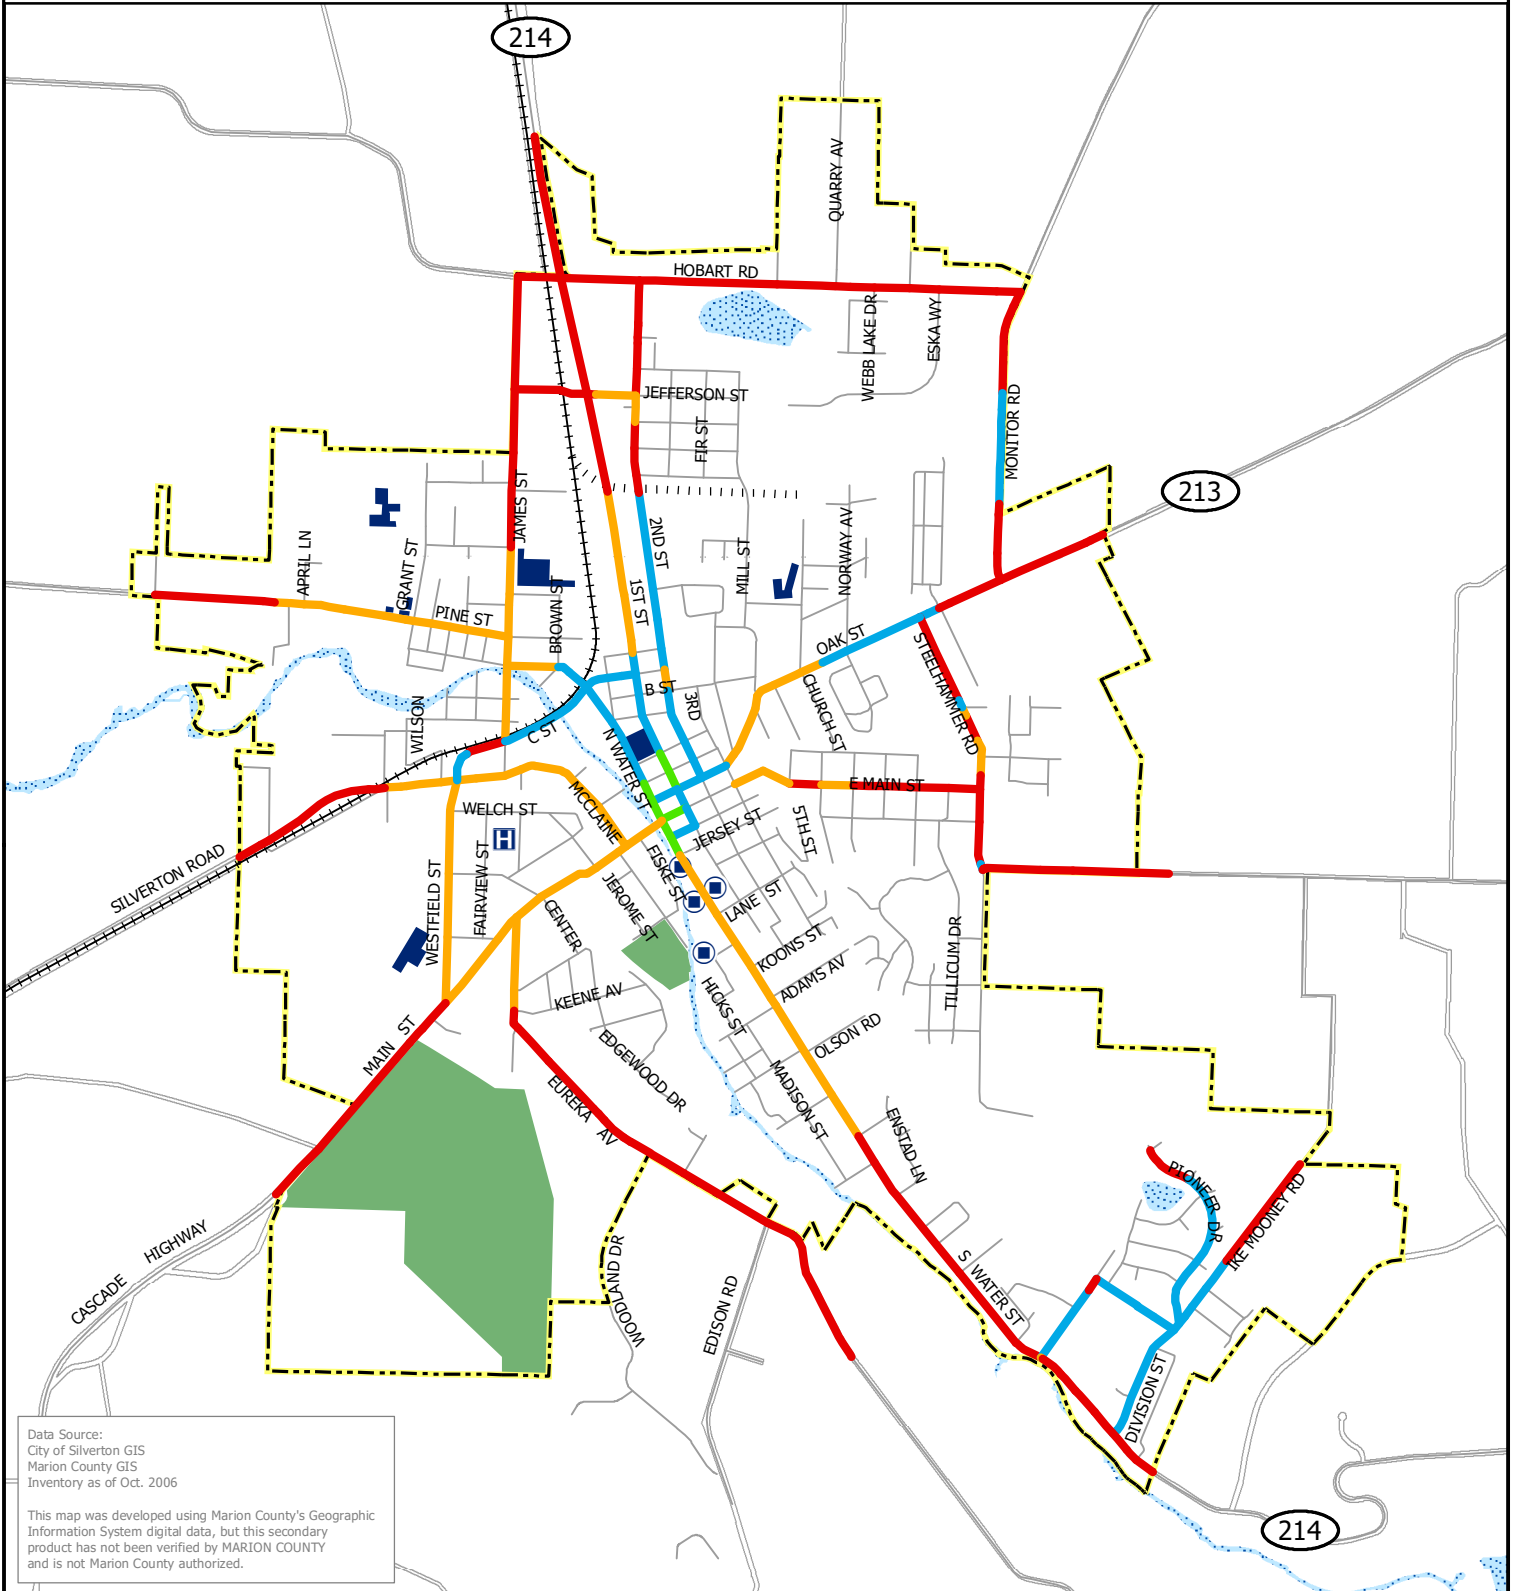 214
QUARRY AV
HOBART RD
WEBB LAKE DR
ESKA WY
JEFFERSON ST
FIR ST
MONITOR RD
213
JAMES ST
2ND ST
APRIL LN
GRANT ST
MILL ST
NORWAY AV
BROWN ST
1ST ST
PINE ST
OAK ST
STEELHAMMER RD
B ST
3RD
CHURCH ST
WILSON
C ST
N WATER ST
E MAIN ST
MCCLAINE
WELCH ST
JERSEY ST
5TH ST
H
SILVERTON ROAD
WESTFIELD ST
FAIRVIEW ST
FISKE ST
JEROME ST
LANE ST
CENTER
KOONS ST
TILLICUM DR
ADAMS AV
KEENE AV
HICKS ST
MAIN ST
EDGEWOOD DR
OLSON RD
EUREKA AV
MADISON ST
ENSTAD LN
PIONEER DR
IKE MOONEY RD
CASCADE HIGHWAY
WOODLAND DR
EDISON RD
S WATER ST
DIVISION ST
214
Data Source:
City of Silverton GIS
Marion County GIS
Inventory as of Oct. 2006
This map was developed using Marion County's Geographic
Information System digital data, but this secondary
product has not been verified by MARION COUNTY
and is not Marion County authorized.